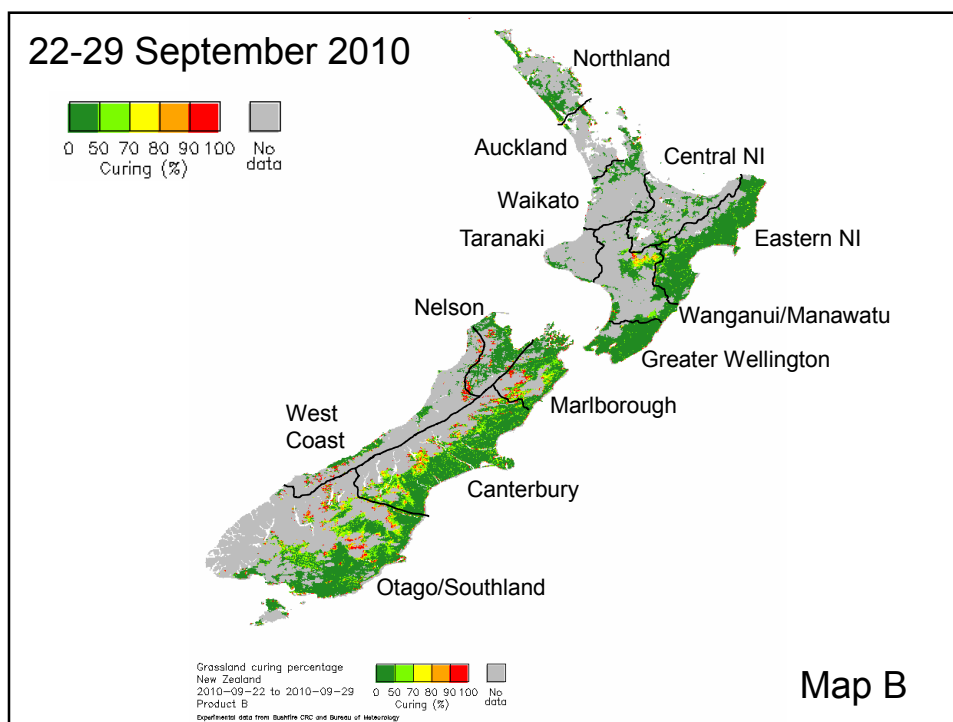 22-29 September 2010
0 50 70 80 90 100
Curing (%)
No
data
Northland
Auckland
Central NI
Waikato
Taranaki
Eastern NI
Nelson
Wanganui/Manawatu
Greater Wellington
Marlborough
West
Coast
Canterbury
Otago/Southland
Grassland curing percentage
New Zealand
2010-09-22 to 2010-09-29
Product B
Experimental data from Bushfire CRC and Bureau of Meteorology
0 50 70 80 90 100
Curing (%)
No
data
Map B